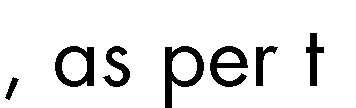 , as per t